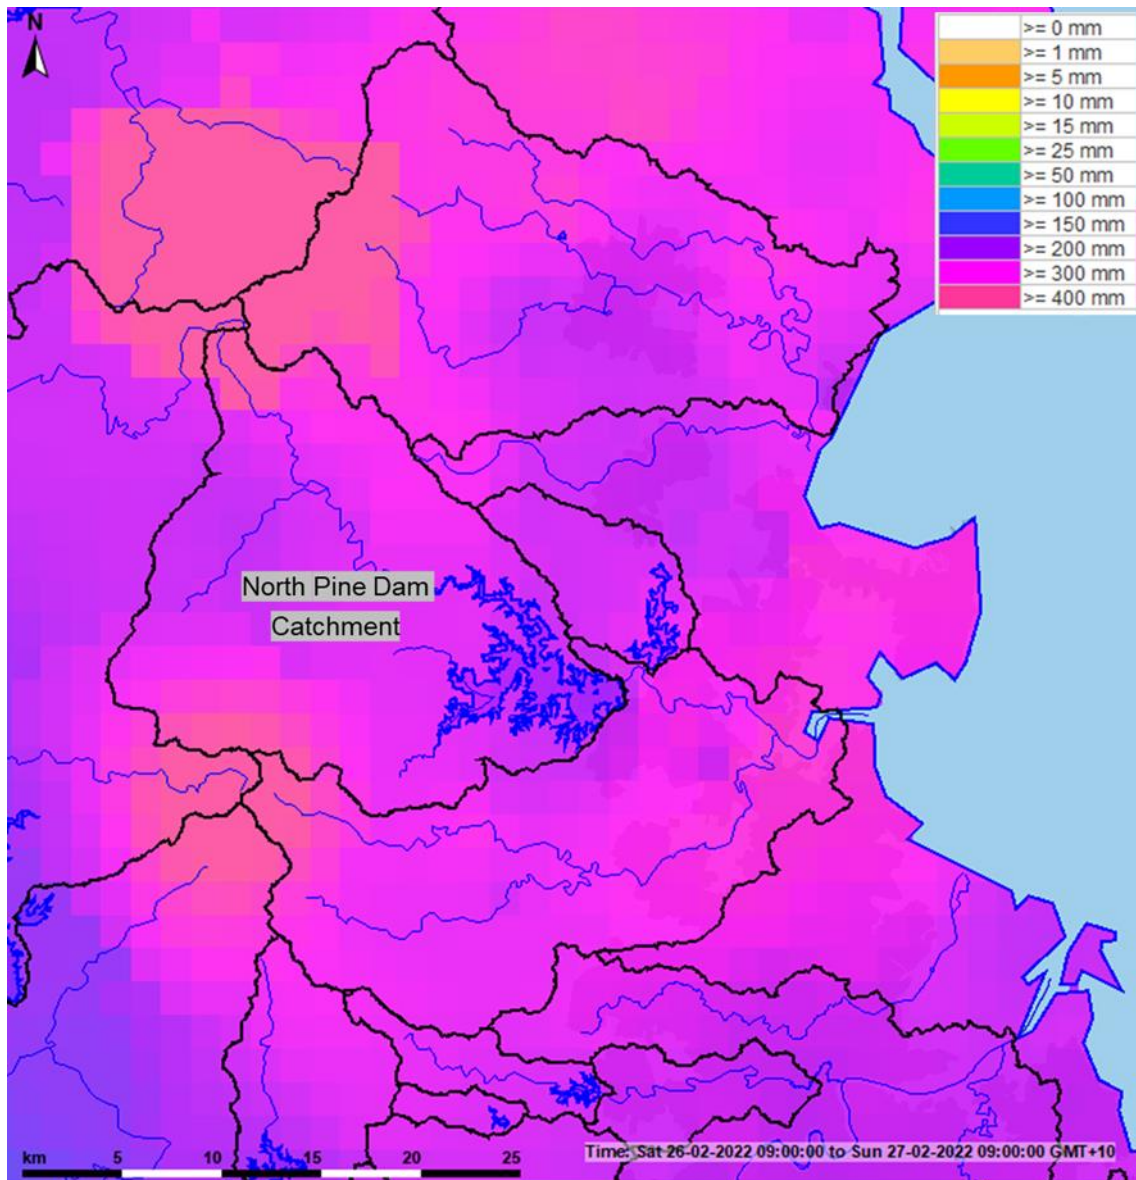 N
>= 0 mm
>= 1 mm
>= 5 mm
>= 10 mm
>= 15 mm
>= 25 mm
>= 50 mm
>= 100 mm
>= 150 mm
>= 200 mm
>= 300 mm
>= 400 mm
North Pine Dam
Catchment
km 5 10 15 20 25
Time: Sat 26-02-2022 09:00:00 to Sun 27-02-2022 09:00:00 GMT+10